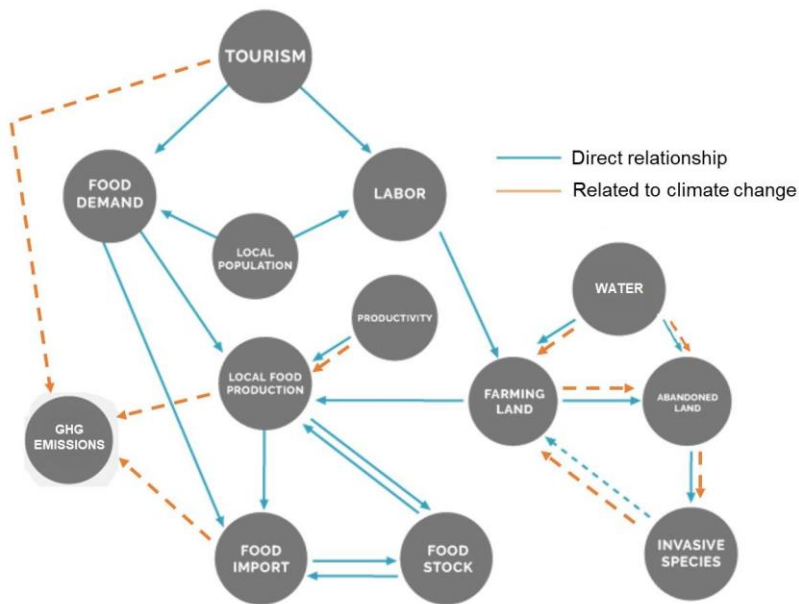 TOURISM
FOOD
DEMAND
LABOR
Direct relationship
Related to climate change
LOCAL
POPULATION
WATER
PRODUCTIVITY
LOCAL FOOD
PRODUCTION
FARMING
LAND
ABANDONED
LAND
GHG
EMISSIONS
FOOD
IMPORT
FOOD
STOCK
INVASIVE
SPECIES